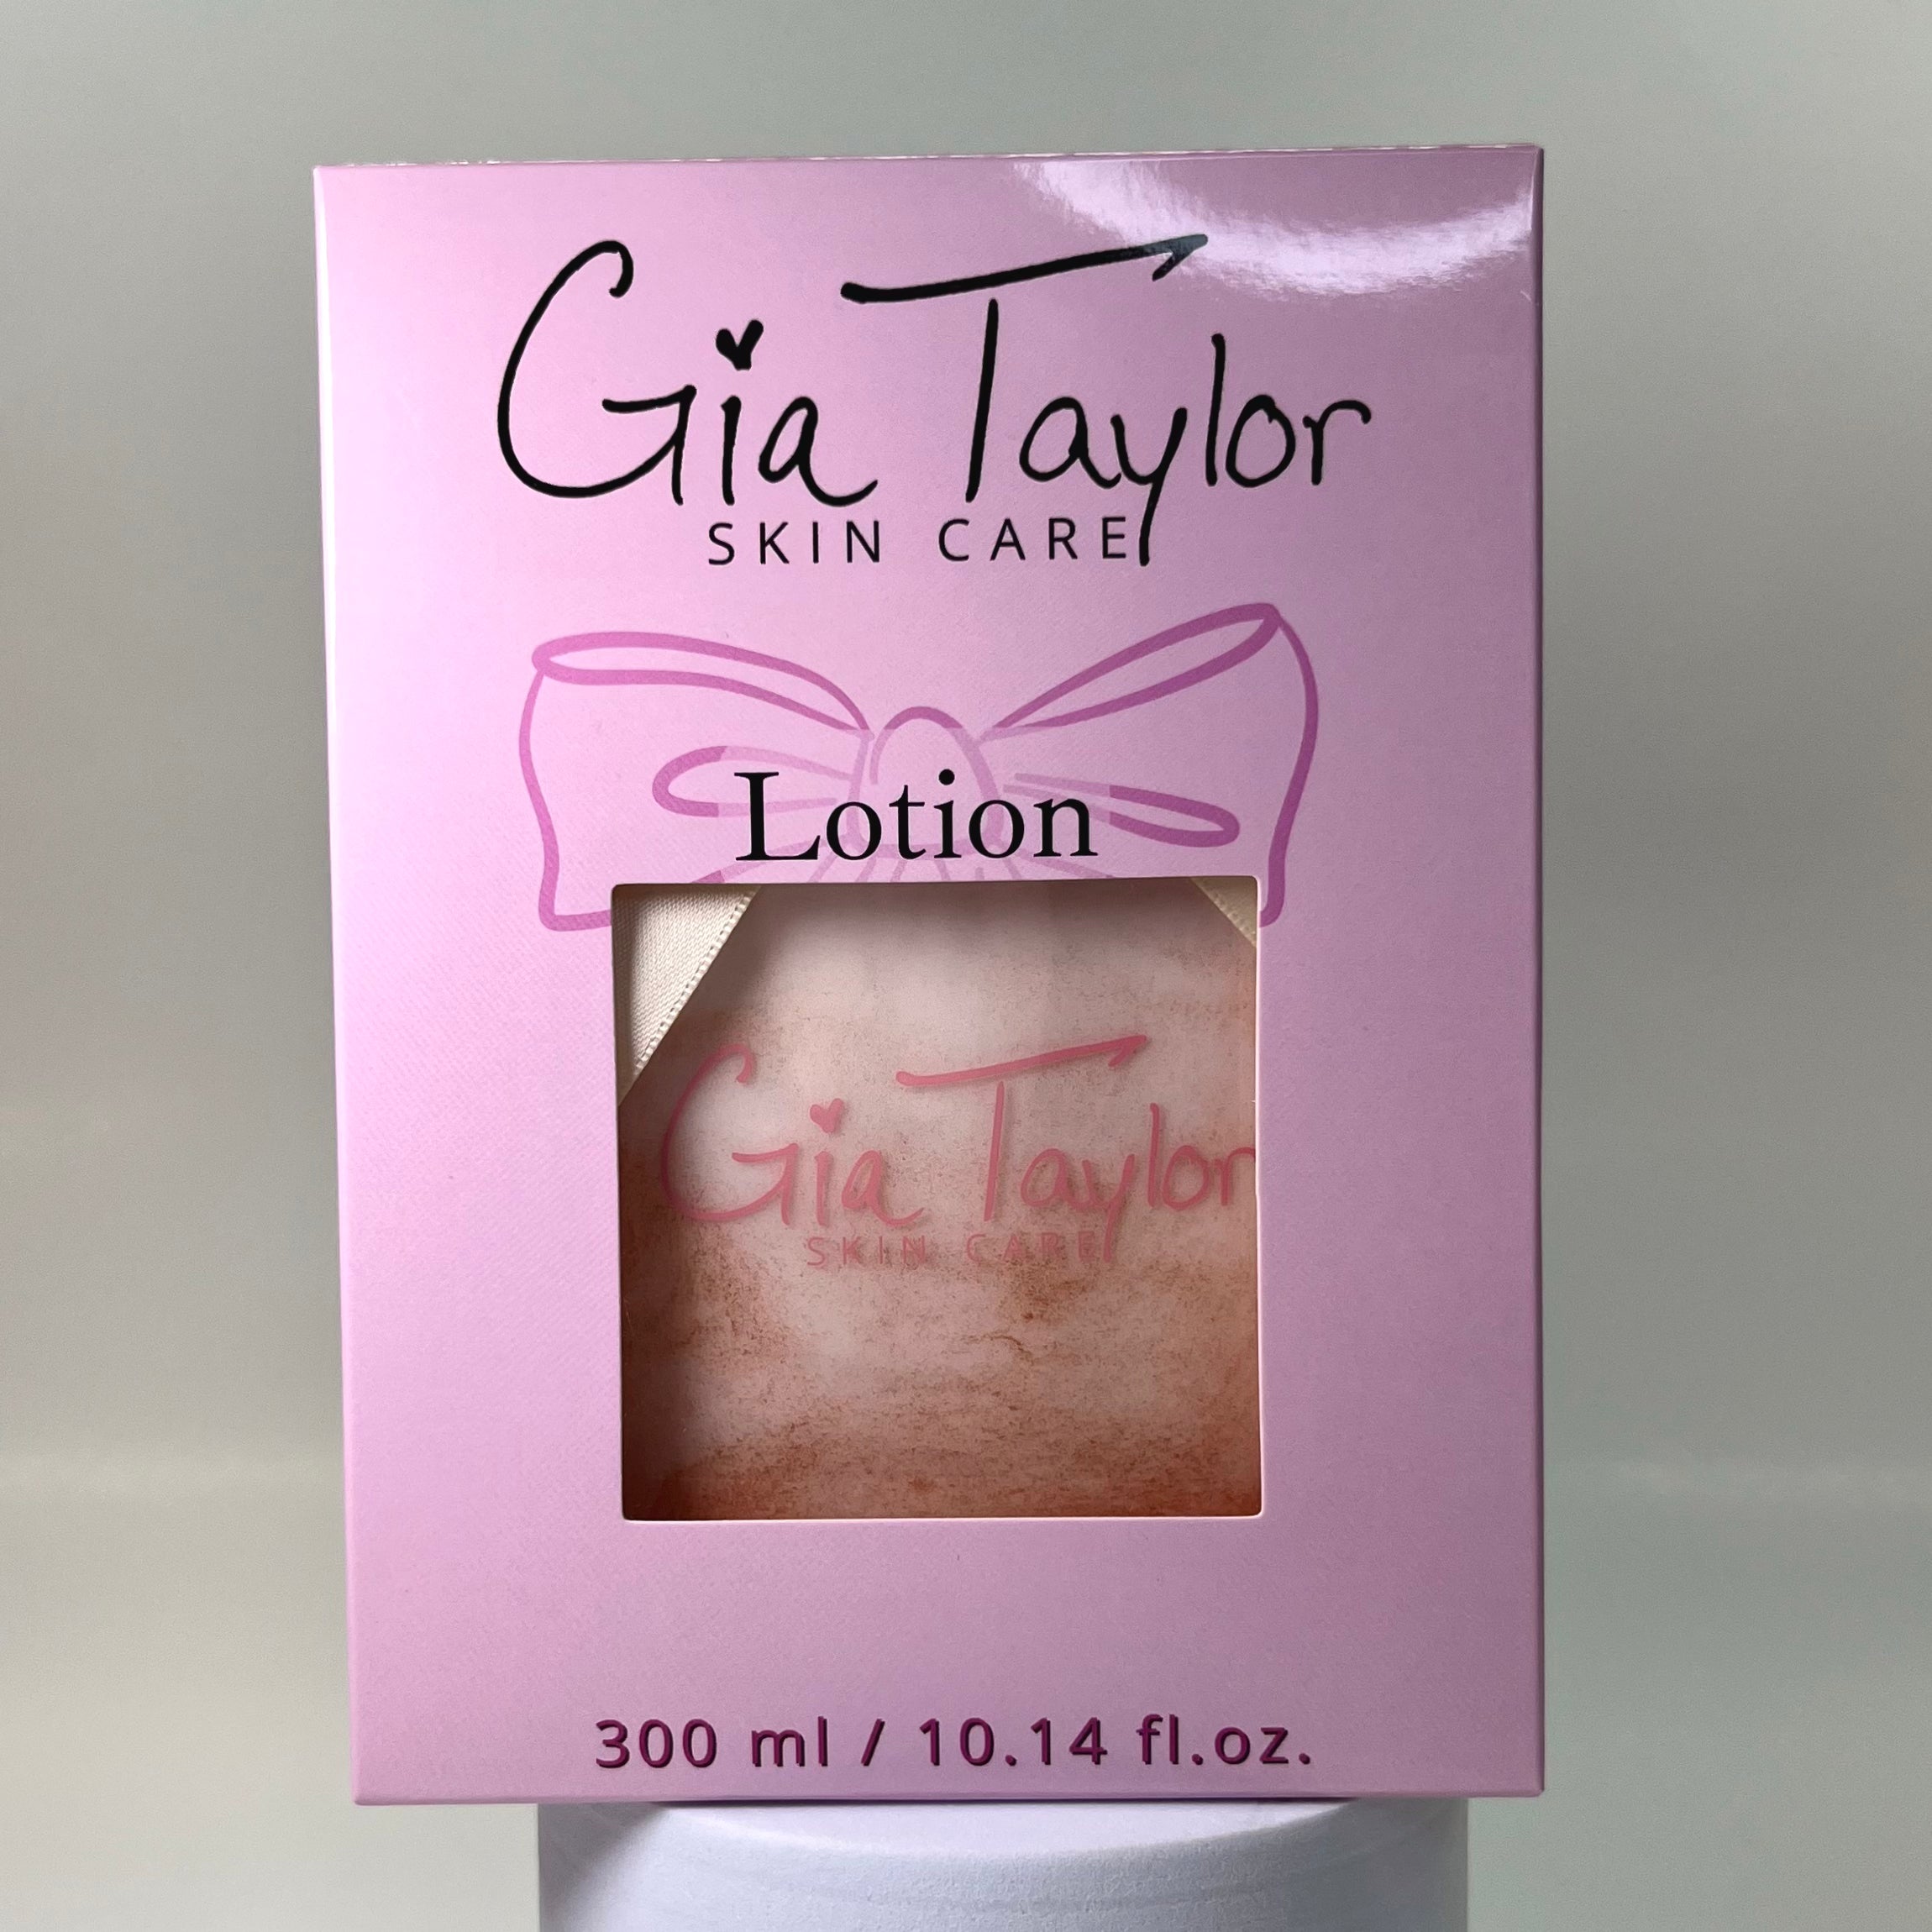 Gia Taylor
SKIN CARE
Lotion
Gia Taylor
SKIN CARE
300 ml / 10.14 fl.oz.